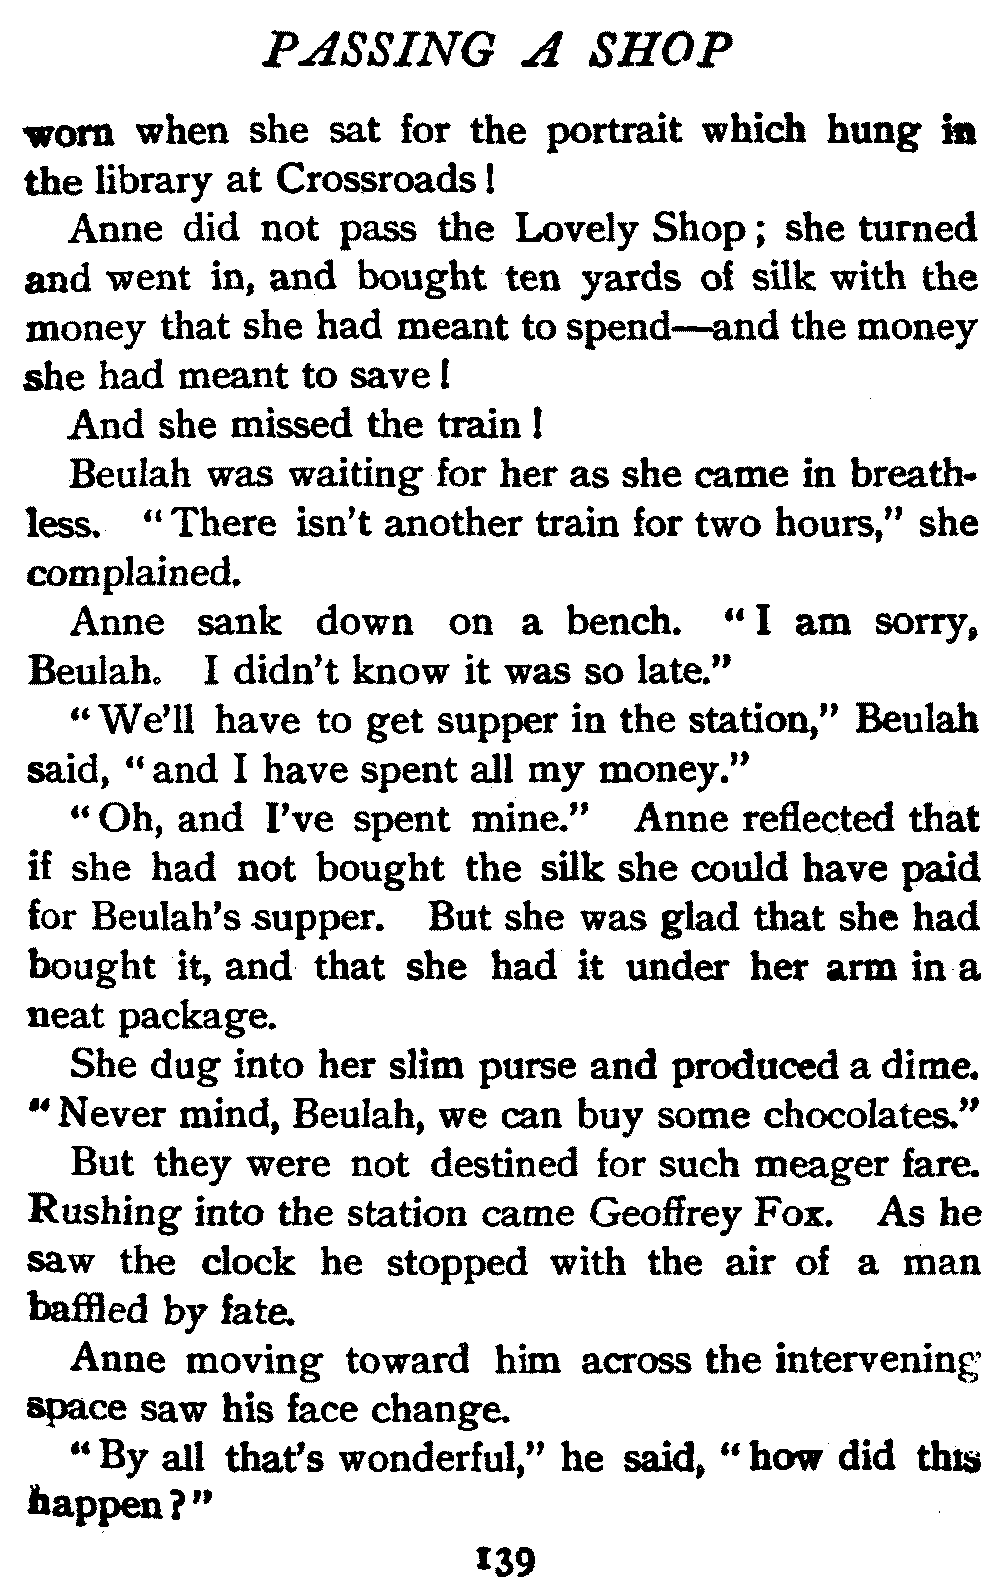 PASSING A SHOP
worn when she sat for the portrait which hung in
the library at Crossroads!
Anne did not pass the Lovely Shop; she turned
and went in, and bought ten yards of silk with the
money that she had meant to spend—and the money
she had meant to save!
And she missed the train!
Beulah was waiting for her as she came in breath-
less. "There isn't another train for two hours," she
complained.
Anne sank down on a bench. "I am sorry,
Beulah. I didn't know it was so late."
"We'll have to get supper in the station," Beulah
said, "and I have spent all my money."
"Oh, and I've spent mine." Anne reflected that
if she had not bought the silk she could have paid
for Beulah's supper. But she was glad that she had
bought it, and that she had it under her arm in a
neat package.
She dug into her slim purse and produced a dime.
"Never mind, Beulah, we can buy some chocolates."
But they were not destined for such meager fare.
Rushing into the station came Geoffrey Fox. As he
saw the clock he stopped with the air of a man
baffled by fate.
Anne moving toward him across the intervening
space saw his face change.
"By all that's wonderful," he said, "how did this
happen?"
139